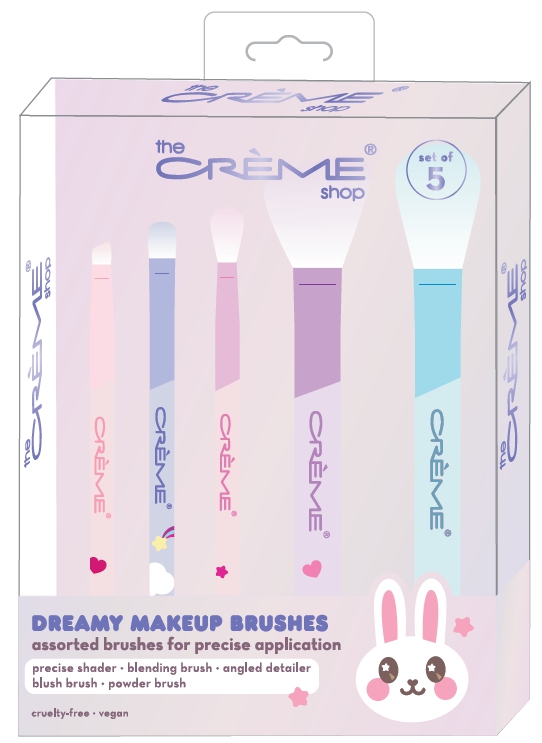 the
CRÈME®
shop
the
CRÈME®
shop
set of
5
the
CRÈME®
shop
the
CRÈME®
shop
CRÈME®
CRÈME®
CRÈME®
CRÈME®
CRÈME®
DREAMY MAKEUP BRUSHES
assorted brushes for precise application
precise shader · blending brush · angled detailer
blush brush · powder brush
cruelty-free · vegan